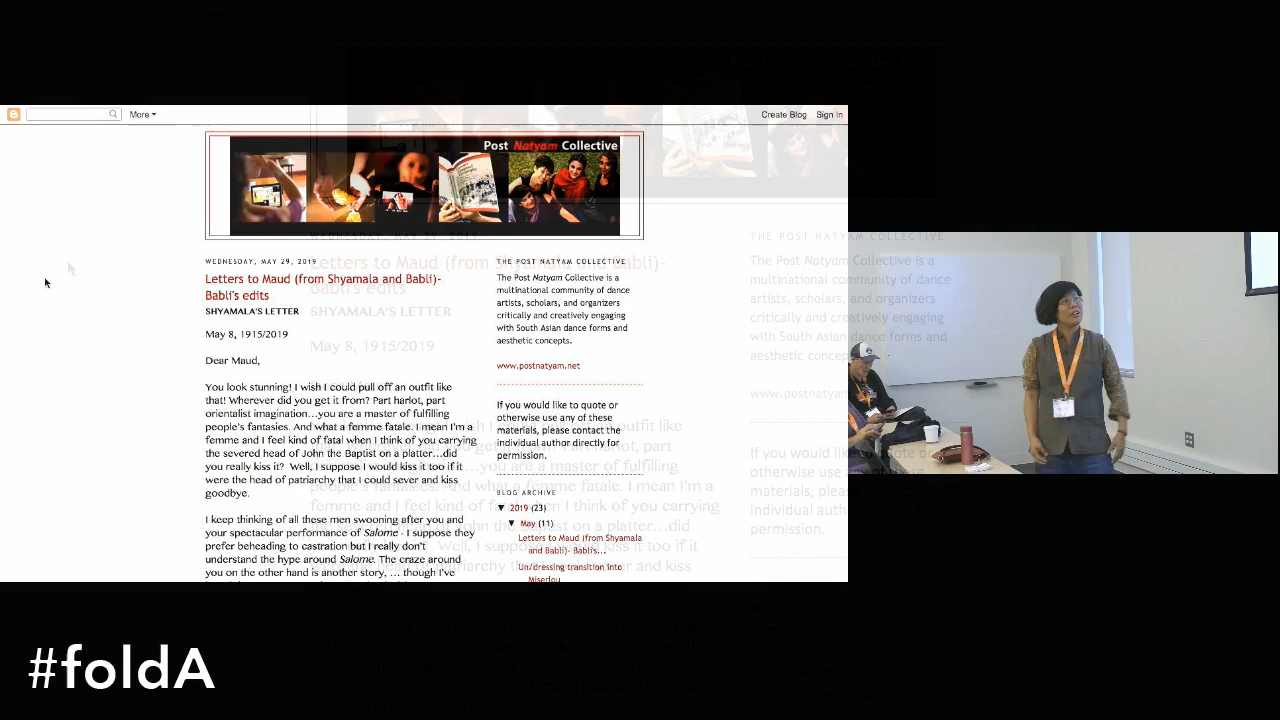 More
Create Blog Sign In
Post Natyam Collective
WEDNESDAY, MAY 29, 2019
Letters to Maud (from Shyamala and Babli)-
Babli's edits
SHYAMALA'S LETTER
May 8, 1915/2019
Dear Maud,
You look stunning! I wish I could pull off an outfit like
that! Wherever did you get it from? Part harlot, part
orientalist imagination...you are a master of fulfilling
people's fantasies. And what a femme fatale. I mean I'm a
femme and I feel kind of fatal when I think of you carrying
the severed head of John the Baptist on a platter...did
you really kiss it? Well, I suppose I would kiss it too if it
were the head of patriarchy that I could sever and kiss
goodbye.
I keep thinking of all these men swooning after you and
your spectacular performance of Salome - I suppose they
prefer beheading to castration but I really don't
understand the hype around Salome. The craze around
you on the other hand is another story, ... though I've
THE POST NATYAM COLLECTIVE
The Post Natyam Collective is a
multinational community of dance
artists, scholars, and organizers
critically and creatively engaging
with South Asian dance forms and
aesthetic concepts.
www.postnatyam.net
If you would like to quote or
otherwise use any of these
materials, please contact the
individual author directly for
permission.
BLOG ARCHIVE
▼ 2019 (23)
▼ May (11)
Letters to Maud (from Shyamala
and Babli)- Babli's...
Un/dressing transition into
Miserlou
#foldA